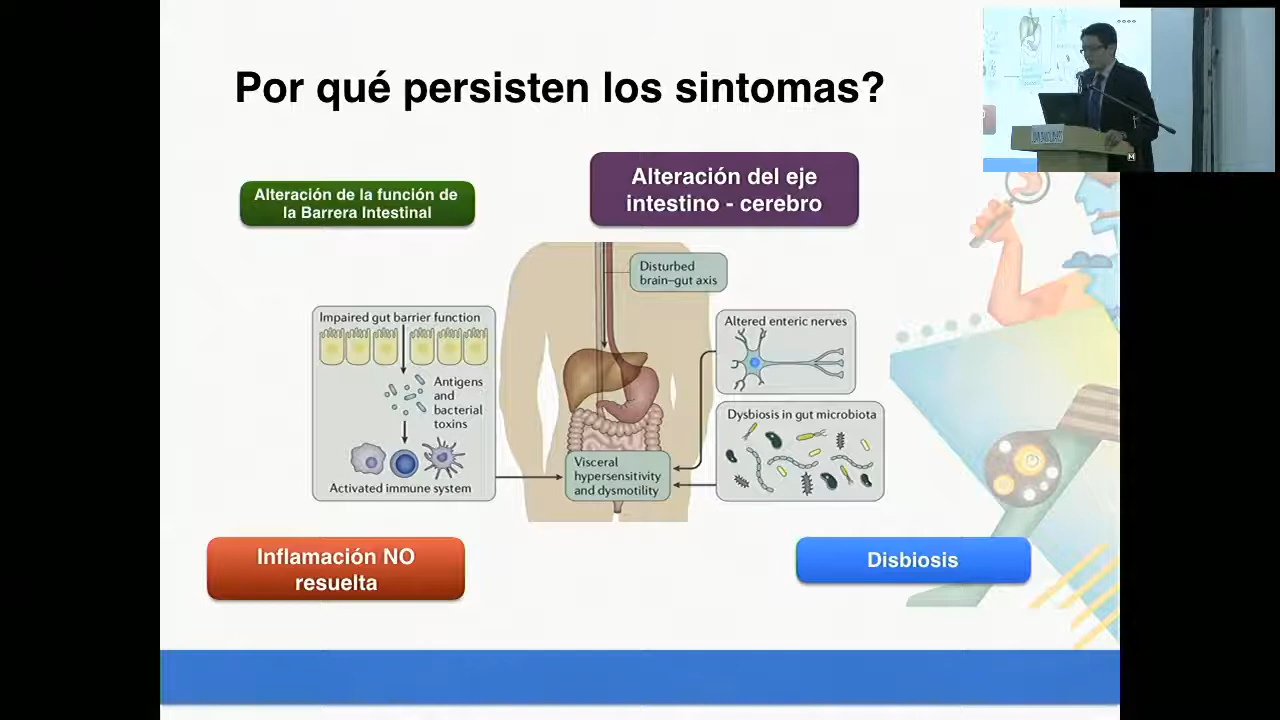 Por qué persisten los sintomas?
Alteración de la función de
la Barrera Intestinal
Alteración del eje
intestino - cerebro
Disturbed
brain–gut axis
Impaired gut barrier function
Antigens
and
bacterial
toxins
Activated immune system
Altered enteric nerves
Dysbiosis in gut microbiota
Visceral
hypersensitivity
and dysmotility
Inflamación NO
resuelta
Disbiosis